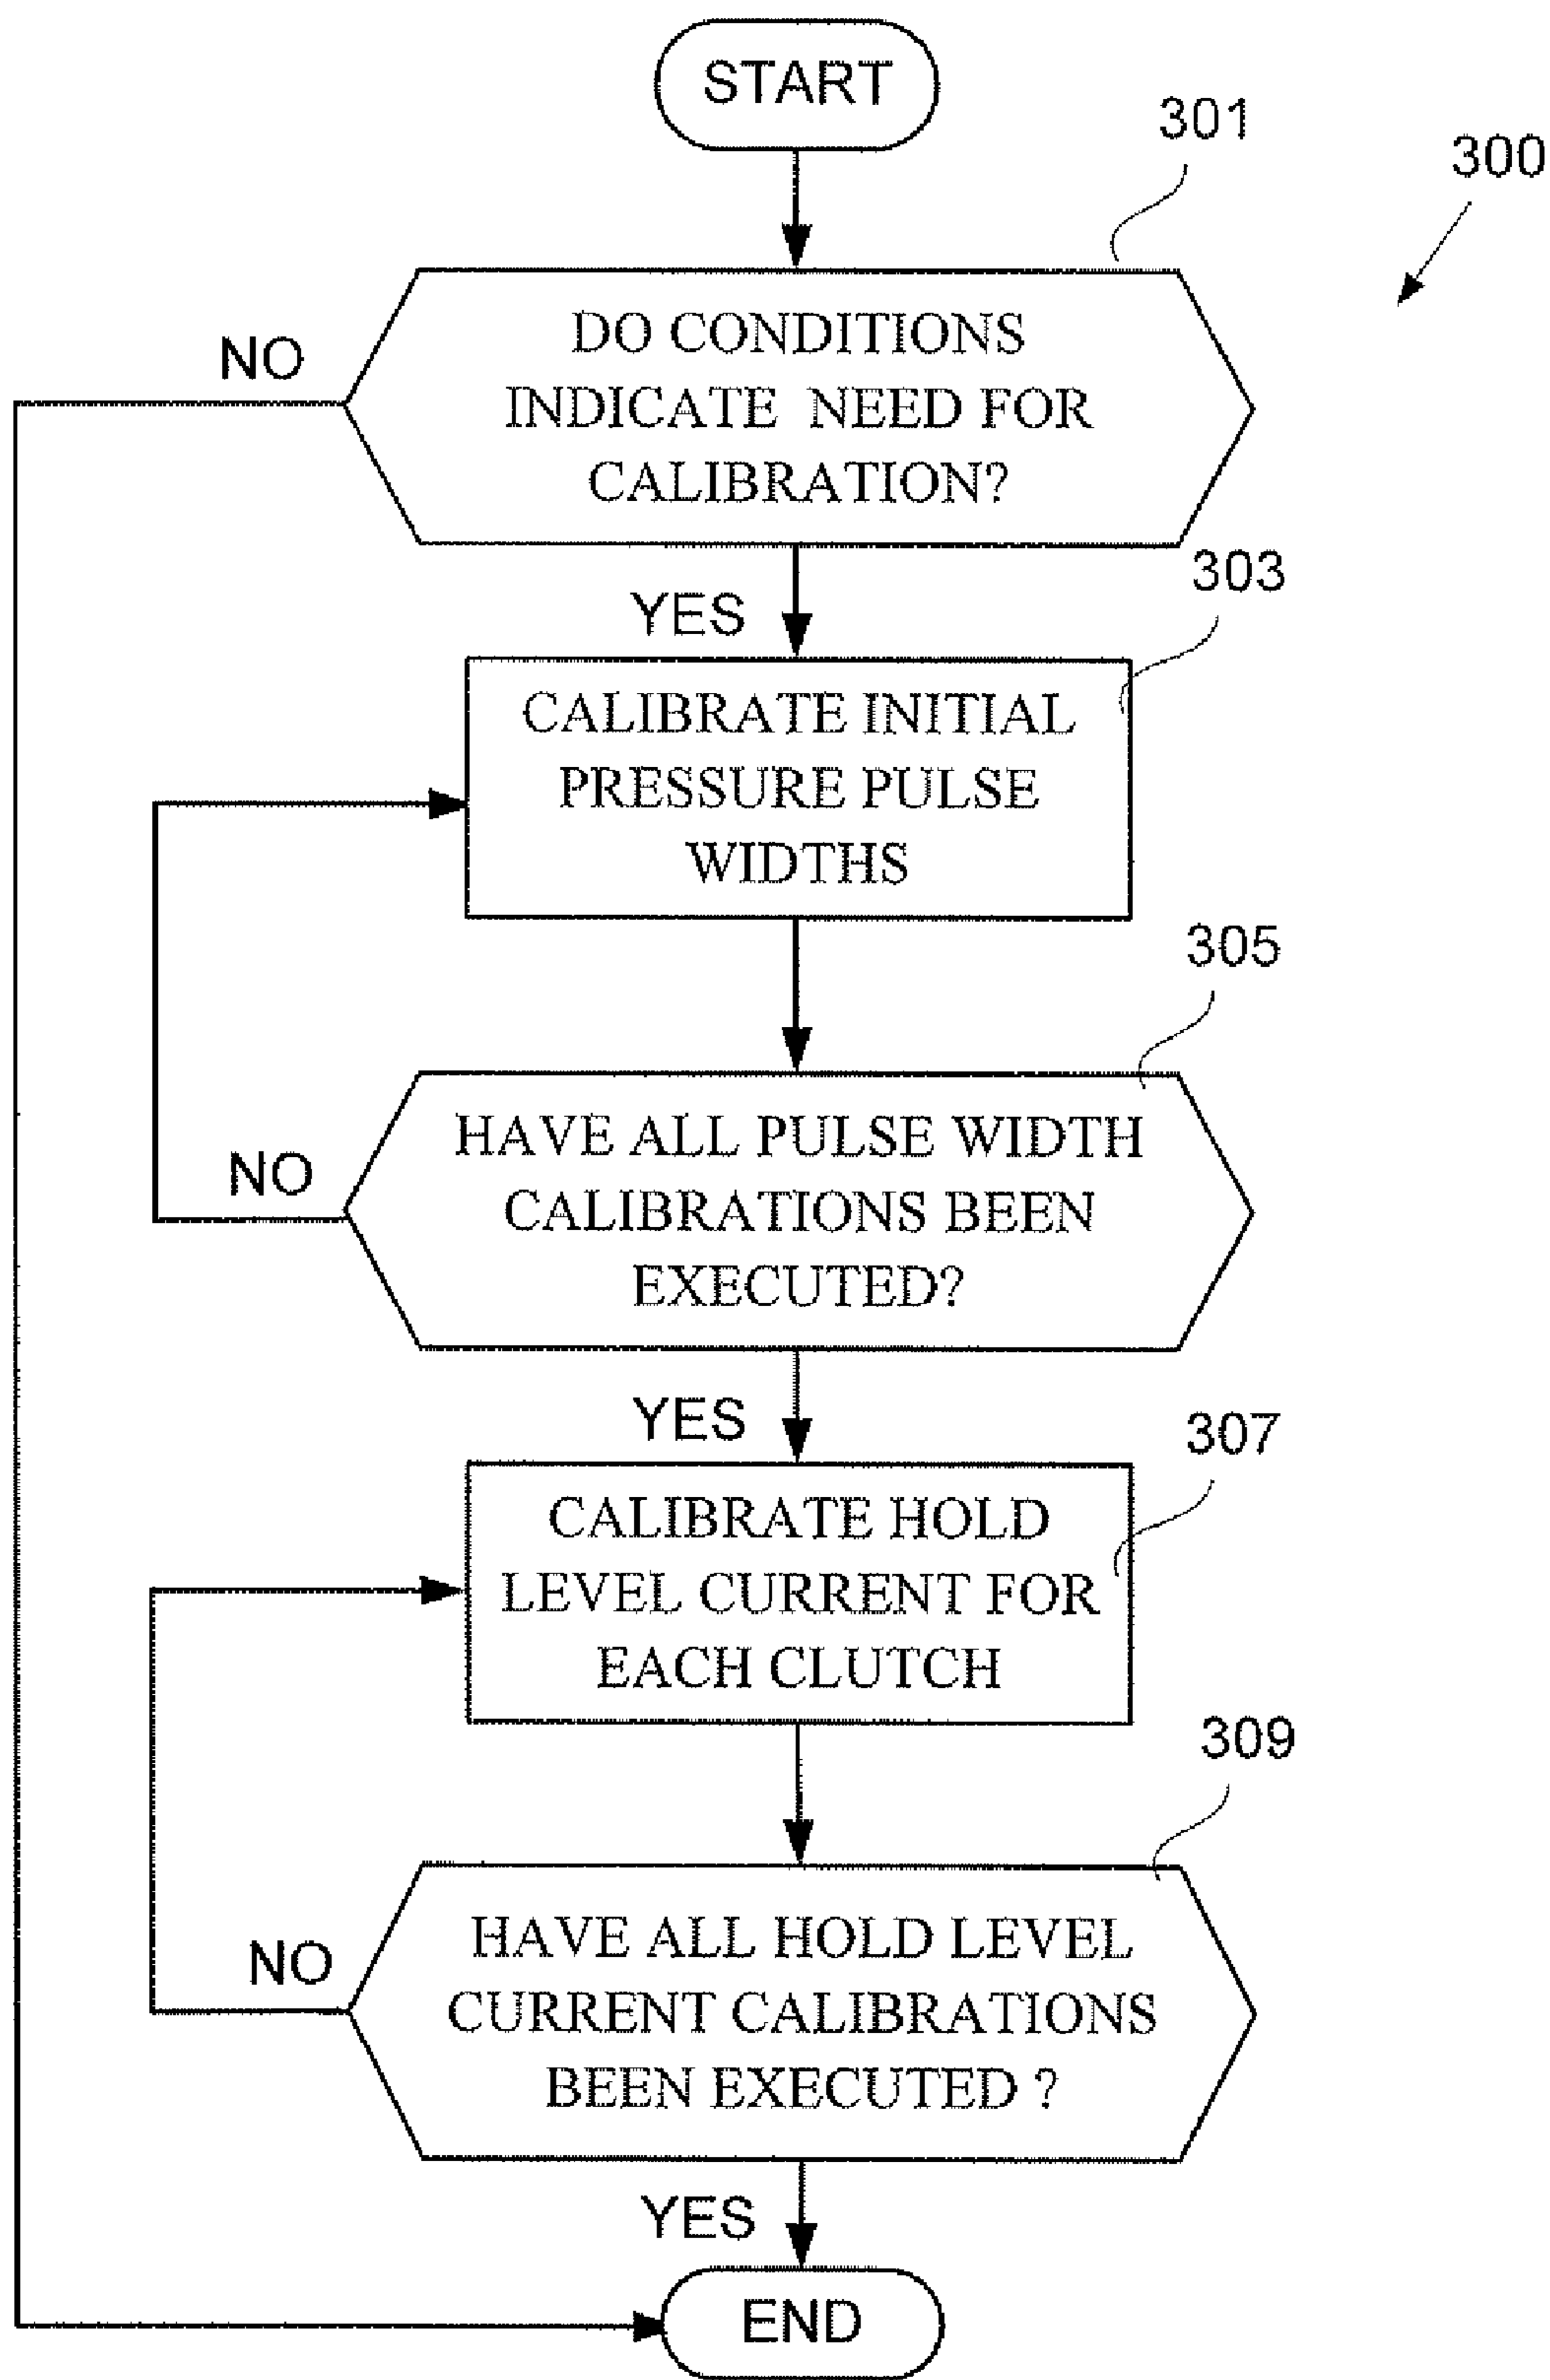 START
301
300
DO CONDITIONS
INDICATE NEED FOR
CALIBRATION?
NO
YES
303
CALIBRATE INITIAL
PRESSURE PULSE
WIDTHS
305
HAVE ALL PULSE WIDTH
CALIBRATIONS BEEN
EXECUTED?
NO
YES
307
CALIBRATE HOLD
LEVEL CURRENT FOR
EACH CLUTCH
309
HAVE ALL HOLD LEVEL
CURRENT CALIBRATIONS
BEEN EXECUTED ?
NO
YES
END